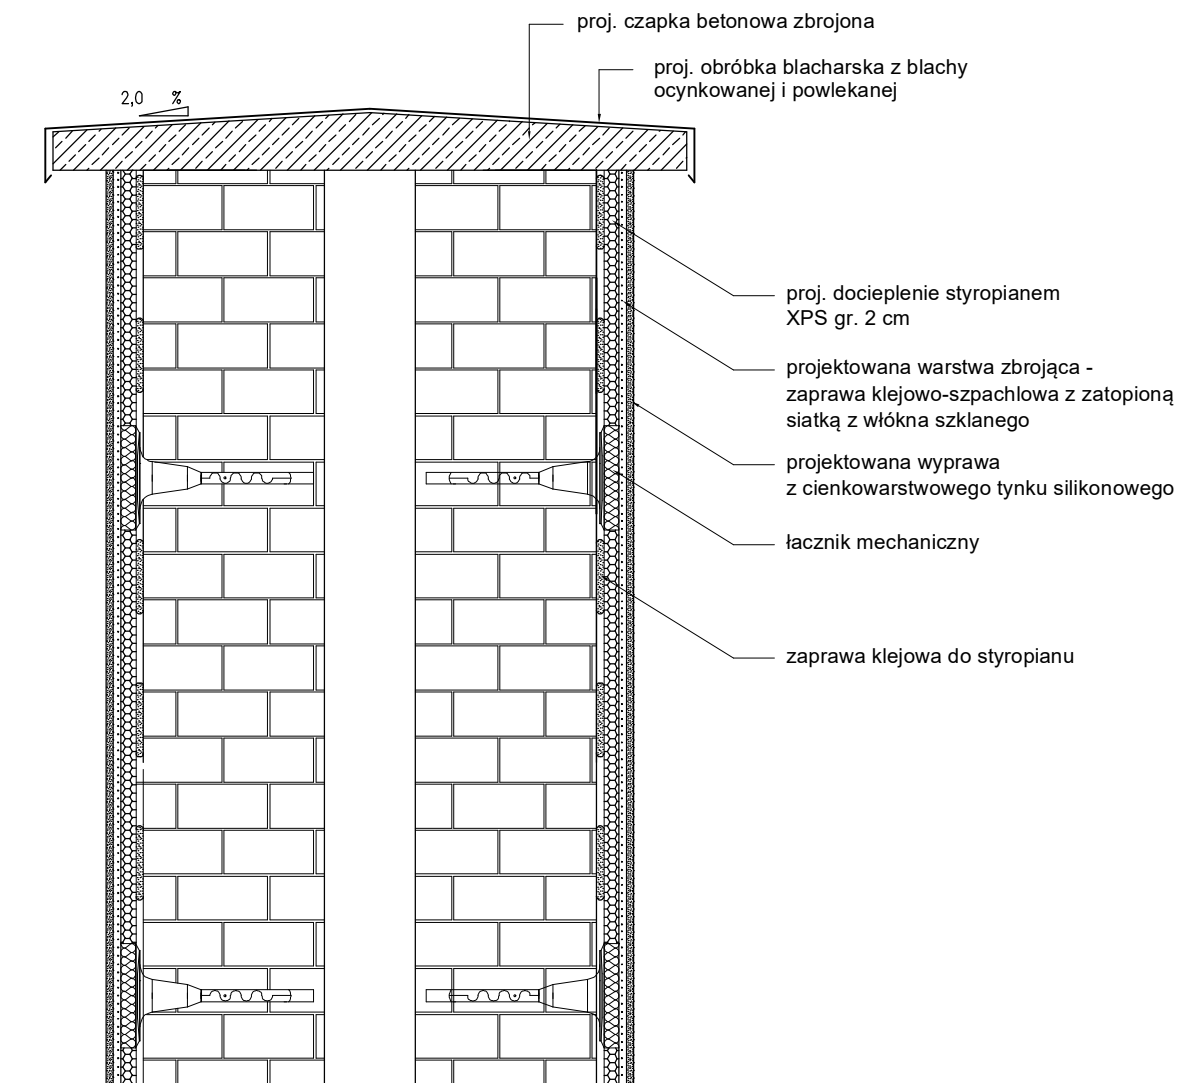 proj. czapka betonowa zbrojona
proj. obróbka blacharska z blachy
ocynkowanej i powlekanej
2,0 %
proj. docieplenie styropianem
XPS gr. 2 cm
projektowana warstwa zbrojąca -
zaprawa klejowo-szpachlowa z zatopioną
siatką z włókna szklanego
projektowana wyprawa
z cienkowarstwowego tynku silikonowego
łacznik mechaniczny
zaprawa klejowa do styropianu